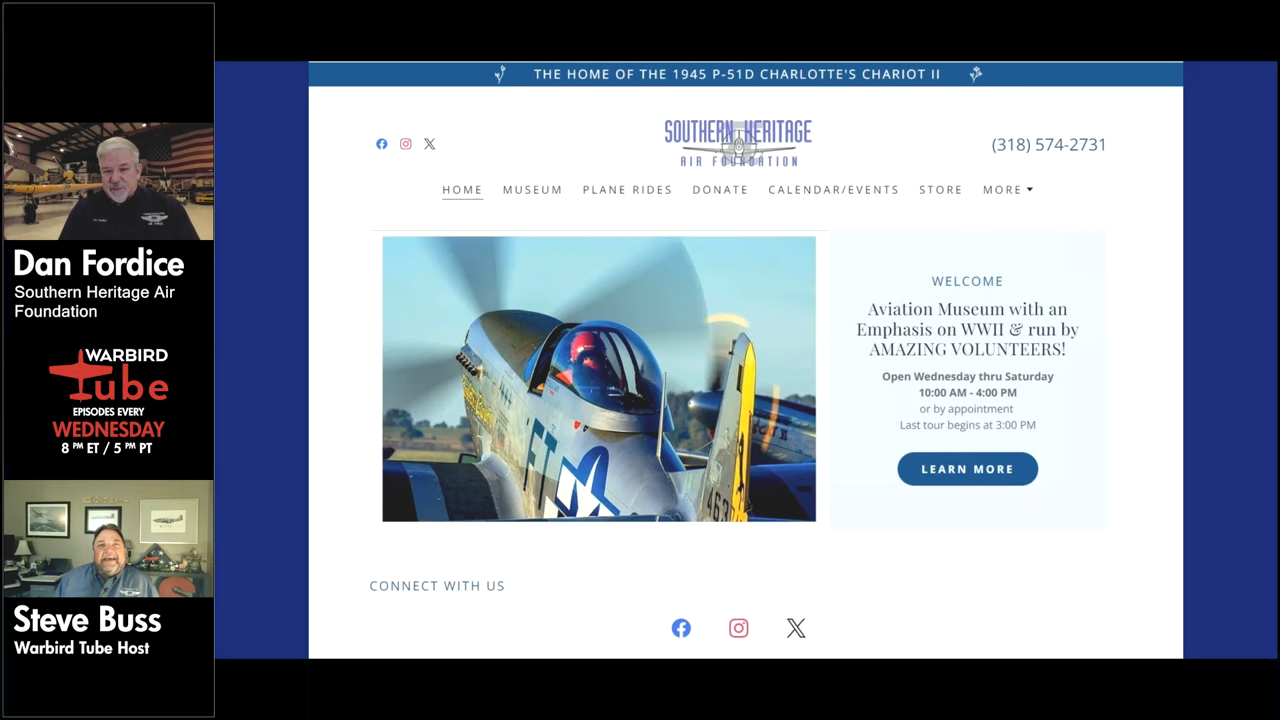 THE HOME OF THE 1945 P-51D CHARLOTTE'S CHARIOT II
SOUTHERN HERITAGE
AIR FOUNDATION
(318) 574-2731
HOME MUSEUM PLANE RIDES DONATE CALENDAR/EVENTS STORE MORE
FT
463
WELCOME
Aviation Museum with an
Emphasis on WWII & run by
AMAZING VOLUNTEERS!
Open Wednesday thru Saturday
10:00 AM - 4:00 PM
or by appointment
Last tour begins at 3:00 PM
LEARN MORE
CONNECT WITH US
Dan Fordice
Southern Heritage Air
Foundation
WARBIRD
Tube
EPISODES EVERY
WEDNESDAY
8 PM ET / 5 PM PT
Steve Buss
Warbird Tube Host